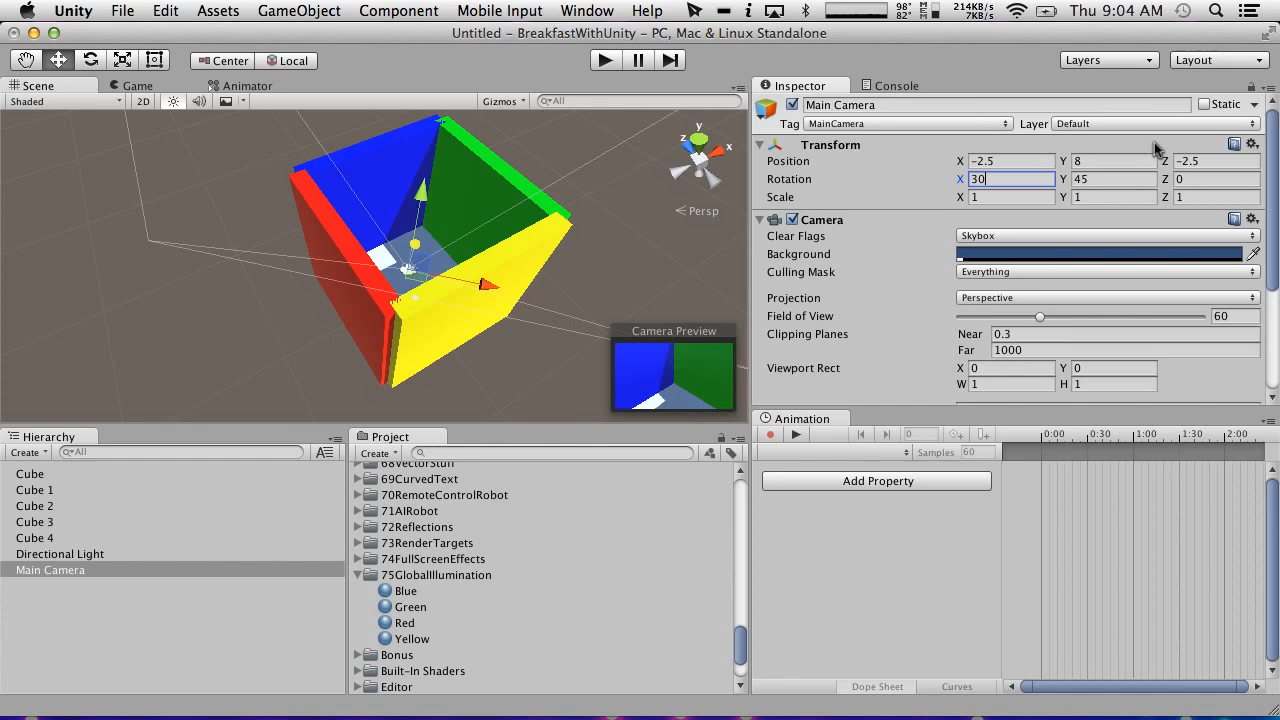 Unity File Edit Assets GameObject Component Mobile Input Window Help 98° 82° 214KB/s 7KB/s Thu 9:04 AM
Untitled - BreakfastWithUnity - PC, Mac & Linux Standalone
Center Local Layers Layout
Scene Game Animator
Shaded 2D Gizmos All
y
z
x
Persp
Camera Preview
Inspector Console
Main Camera Static
Tag MainCamera Layer Default
Transform
Position X -2.5 Y 8 Z -2.5
Rotation X 30 Y 45 Z 0
Scale X 1 Y 1 Z 1
Camera
Clear Flags Skybox
Background
Culling Mask Everything
Projection Perspective
Field of View 60
Clipping Planes Near 0.3
Far 1000
Viewport Rect X 0 Y 0
W 1 H 1
Hierarchy
Create All
Cube
Cube 1
Cube 2
Cube 3
Cube 4
Directional Light
Main Camera
Project
Create
68VectorStuff
69CurvedText
70RemoteControlRobot
71AIRobot
72Reflections
73RenderTargets
74FullScreenEffects
75GlobalIllumination
Blue
Green
Red
Yellow
Bonus
Built-In Shaders
Editor
Animation
0 0:00 0:30 1:00 1:30 2:00
Samples 60
Add Property
Dope Sheet Curves